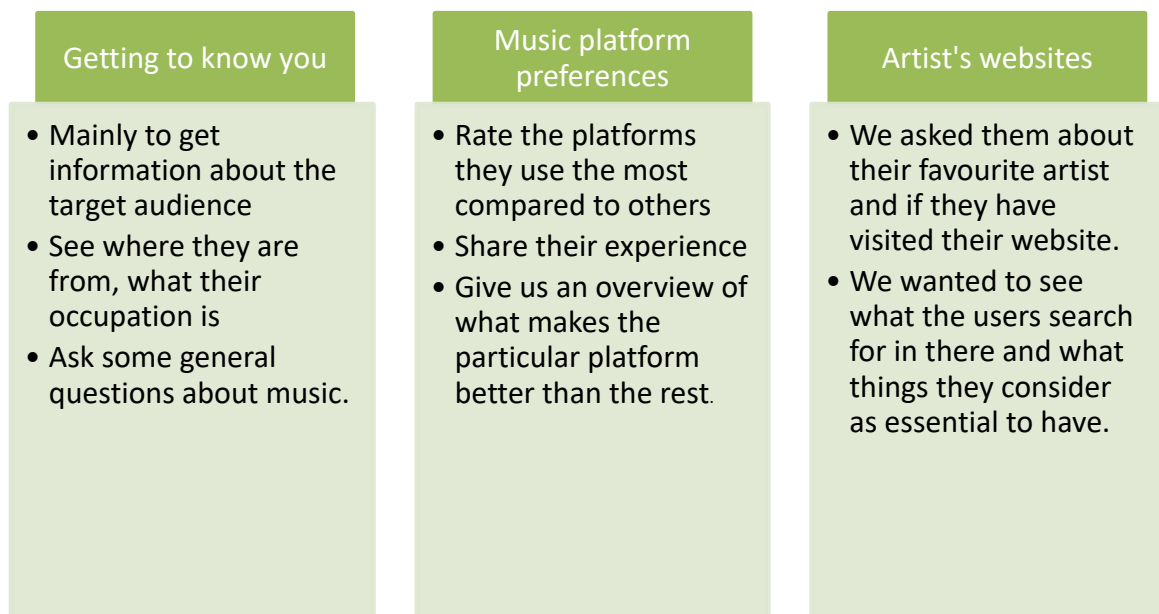 Getting to know you
• Mainly to get
information about the
target audience
• See where they are
from, what their
occupation is
• Ask some general
questions about music.
Music platform
preferences
• Rate the platforms
they use the most
compared to others
• Share their experience
• Give us an overview of
what makes the
particular platform
better than the rest.
Artist's websites
• We asked them about
their favourite artist
and if they have
visited their website.
• We wanted to see
what the users search
for in there and what
things they consider
as essential to have.